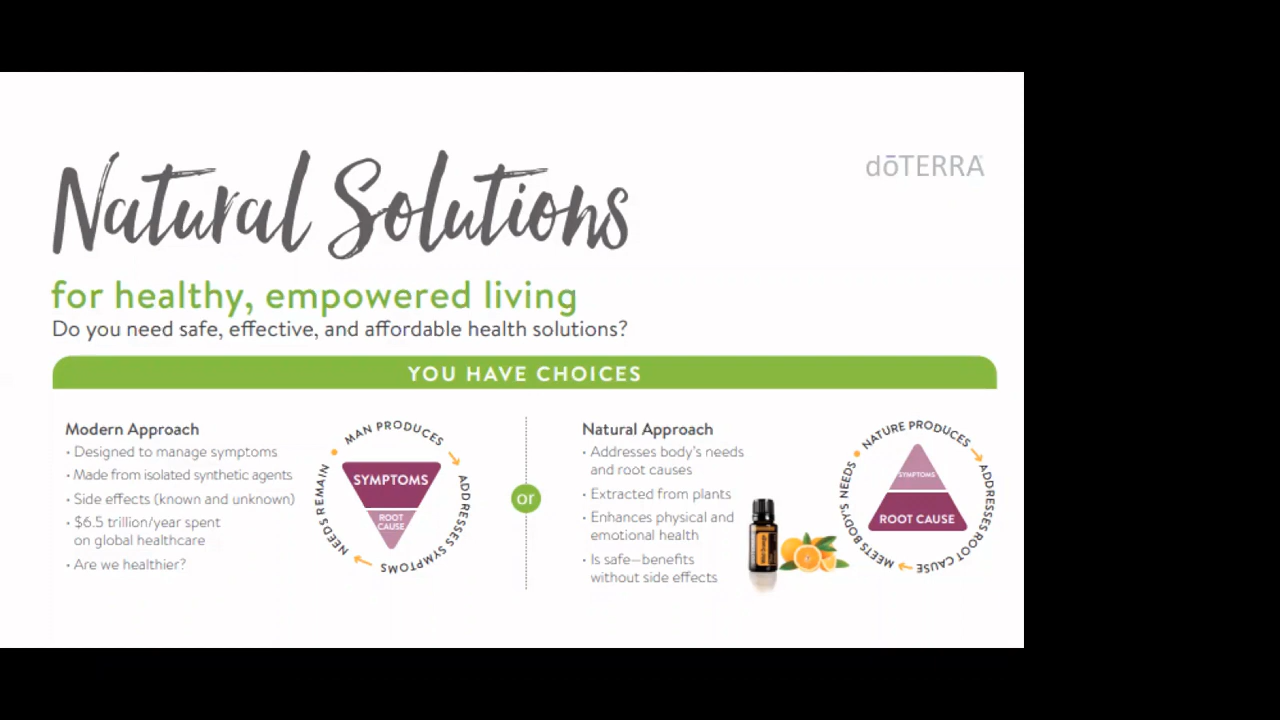 Natural Solutions
dōTERRA
for healthy, empowered living
Do you need safe, effective, and affordable health solutions?
YOU HAVE CHOICES
Modern Approach
· Designed to manage symptoms
· Made from isolated synthetic agents
· Side effects (known and unknown)
· $6.5 trillion/year spent
on global healthcare
· Are we healthier?
MAN PRODUCES
ADDRESSES SYMPTOMS
NEEDS REMAIN
SYMPTOMS
ROOT
CAUSE
or
Natural Approach
· Addresses body's needs
and root causes
· Extracted from plants
· Enhances physical and
emotional health
· Is safe—benefits
without side effects
NATURE PRODUCES
ADDRESSES ROOT CAUSE
MEETS BODY'S NEEDS
SYMPTOMS
ROOT CAUSE